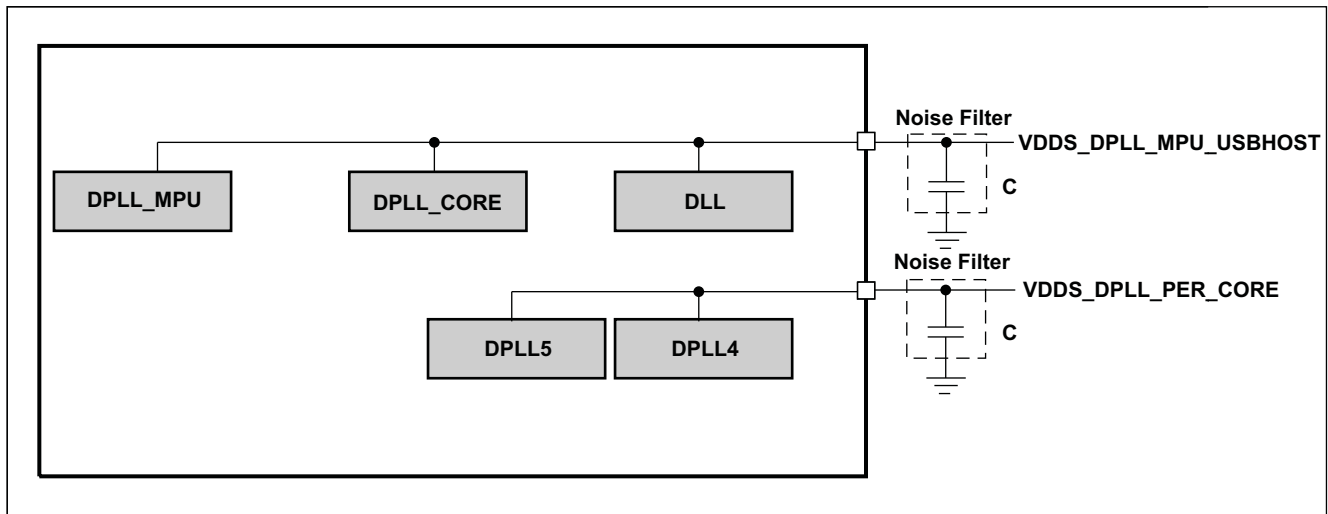 Noise Filter
VDDS_DPLL_MPU_USBHOST
DPLL_MPU
DPLL_CORE
DLL
C
Noise Filter
VDDS_DPLL_PER_CORE
DPLL5
DPLL4
C